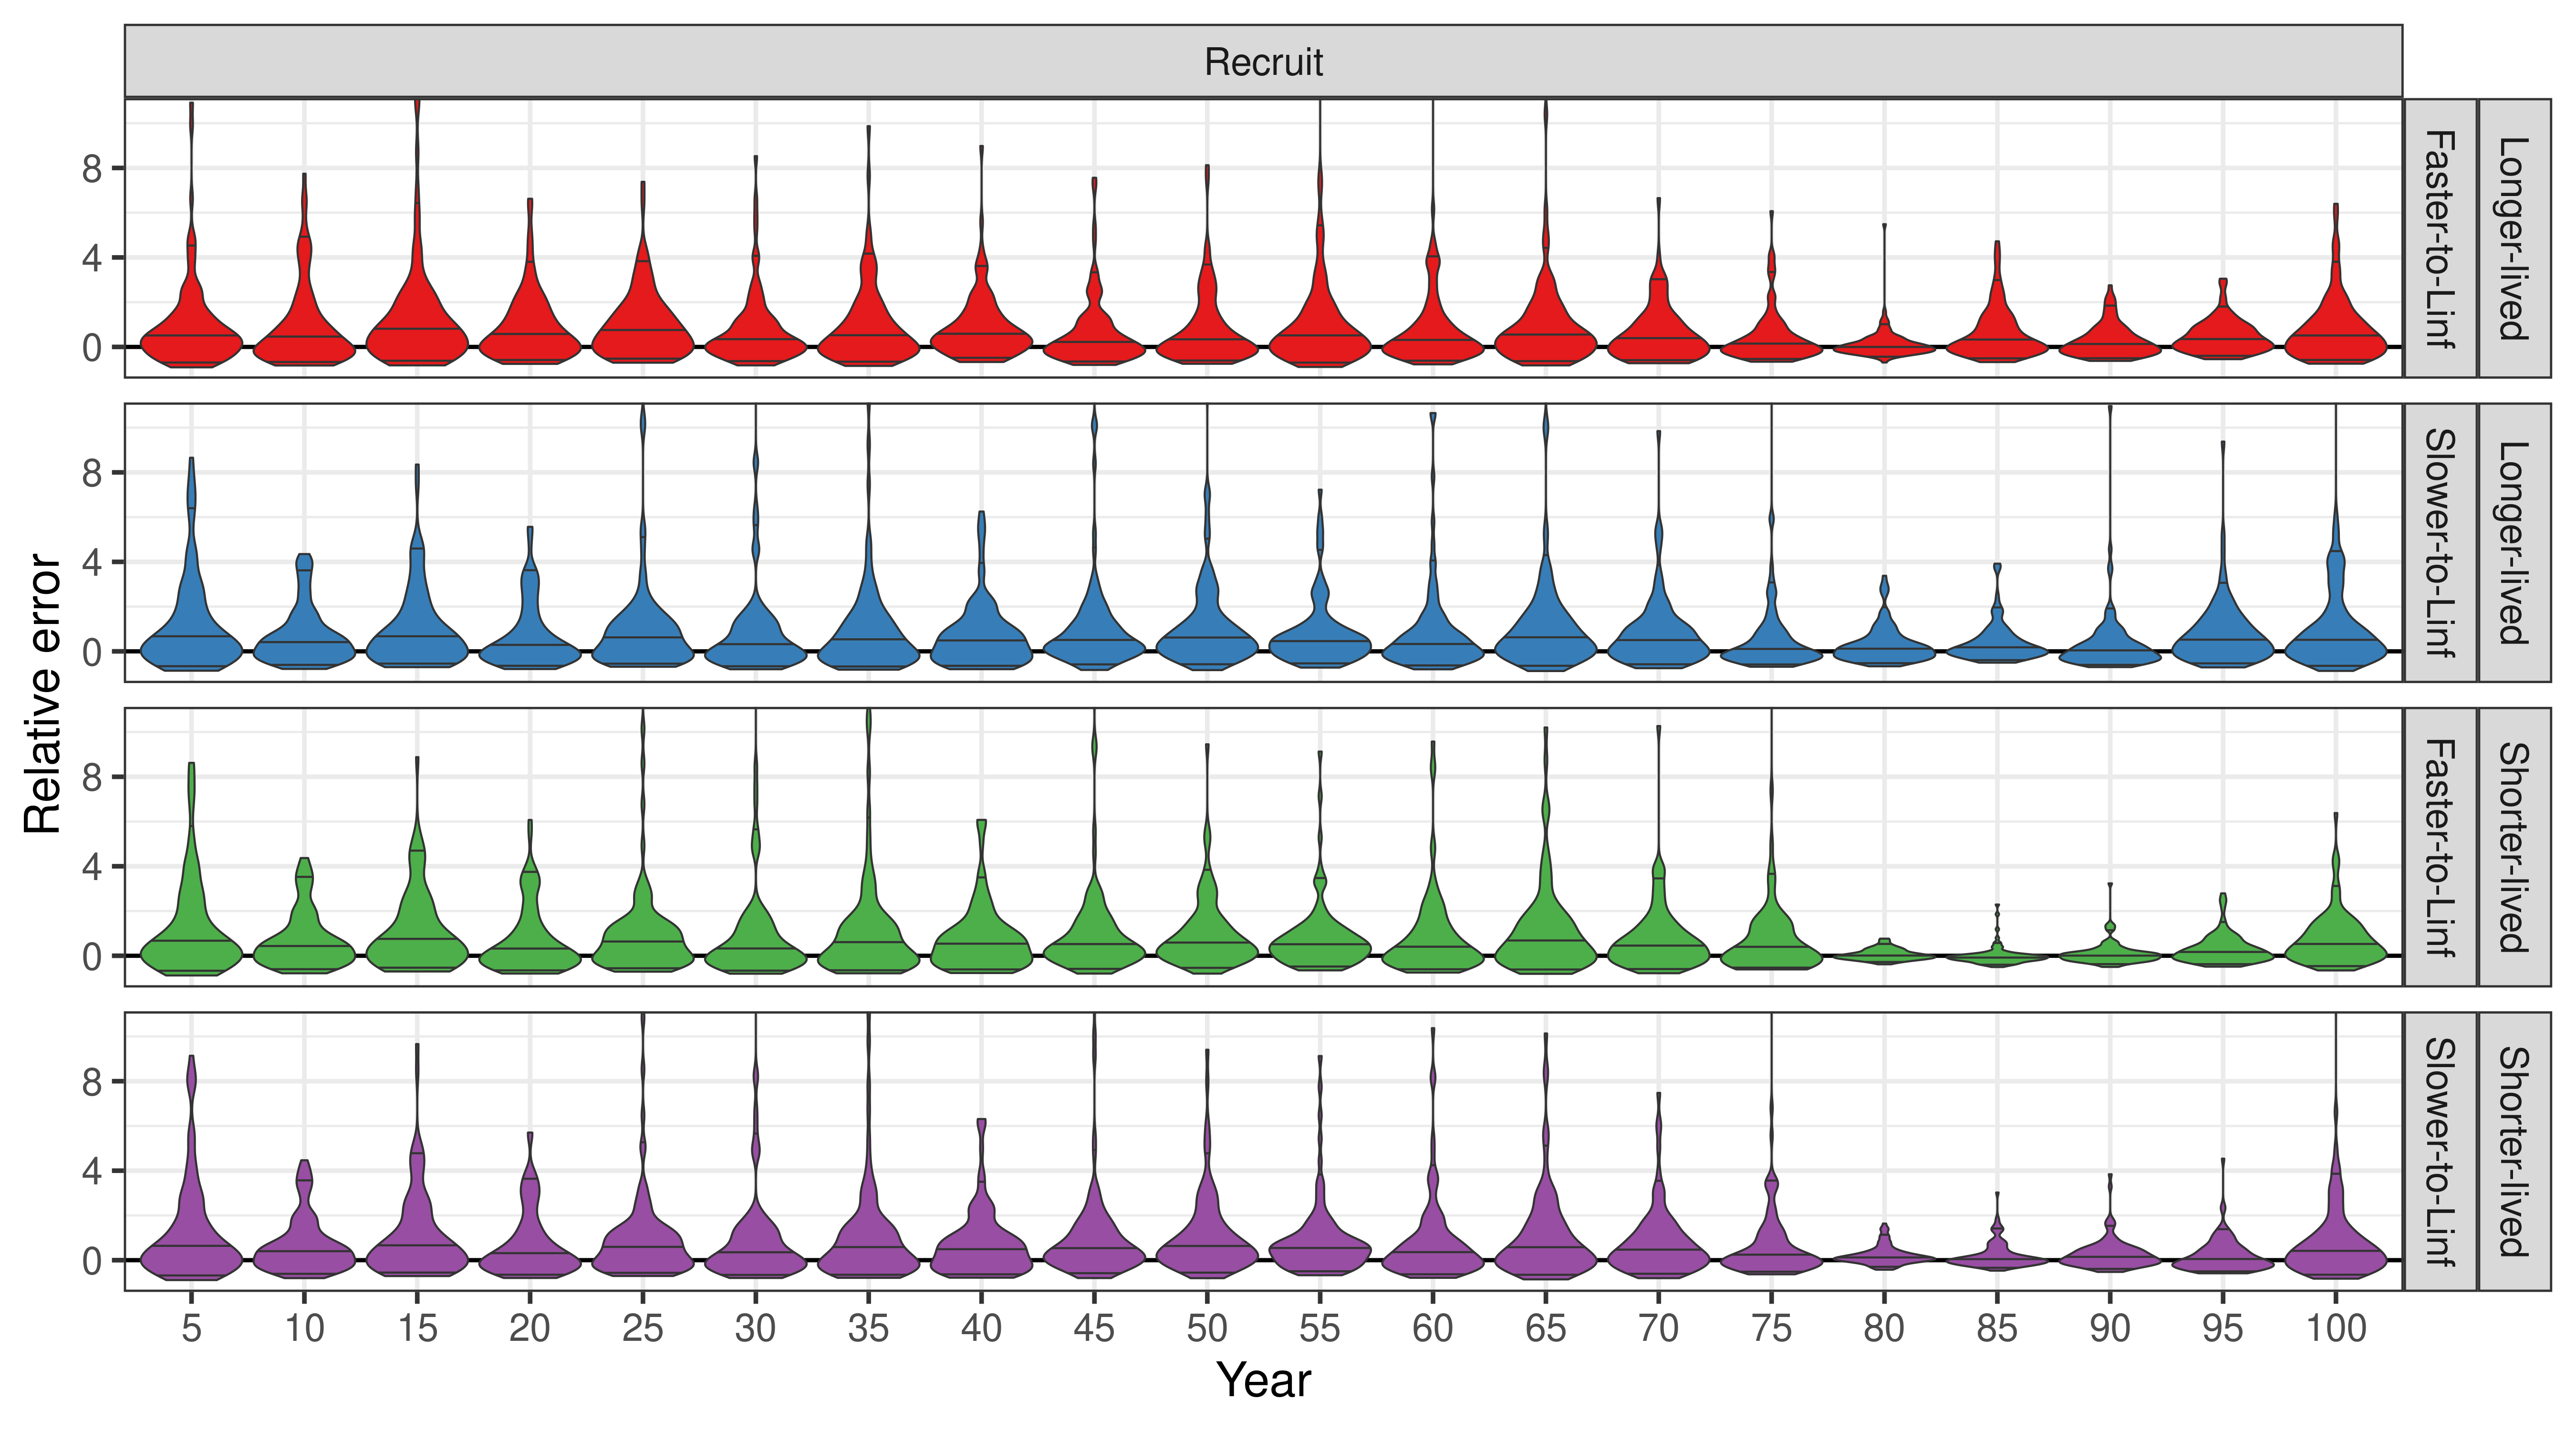 Recruit
8
4
0
Faster-to-Linf
Longer-lived
8
4
0
Slower-to-Linf
Longer-lived
Relative error
8
4
0
Faster-to-Linf
Shorter-lived
8
4
0
Slower-to-Linf
Shorter-lived
5 10 15 20 25 30 35 40 45 50 55 60 65 70 75 80 85 90 95 100
Year